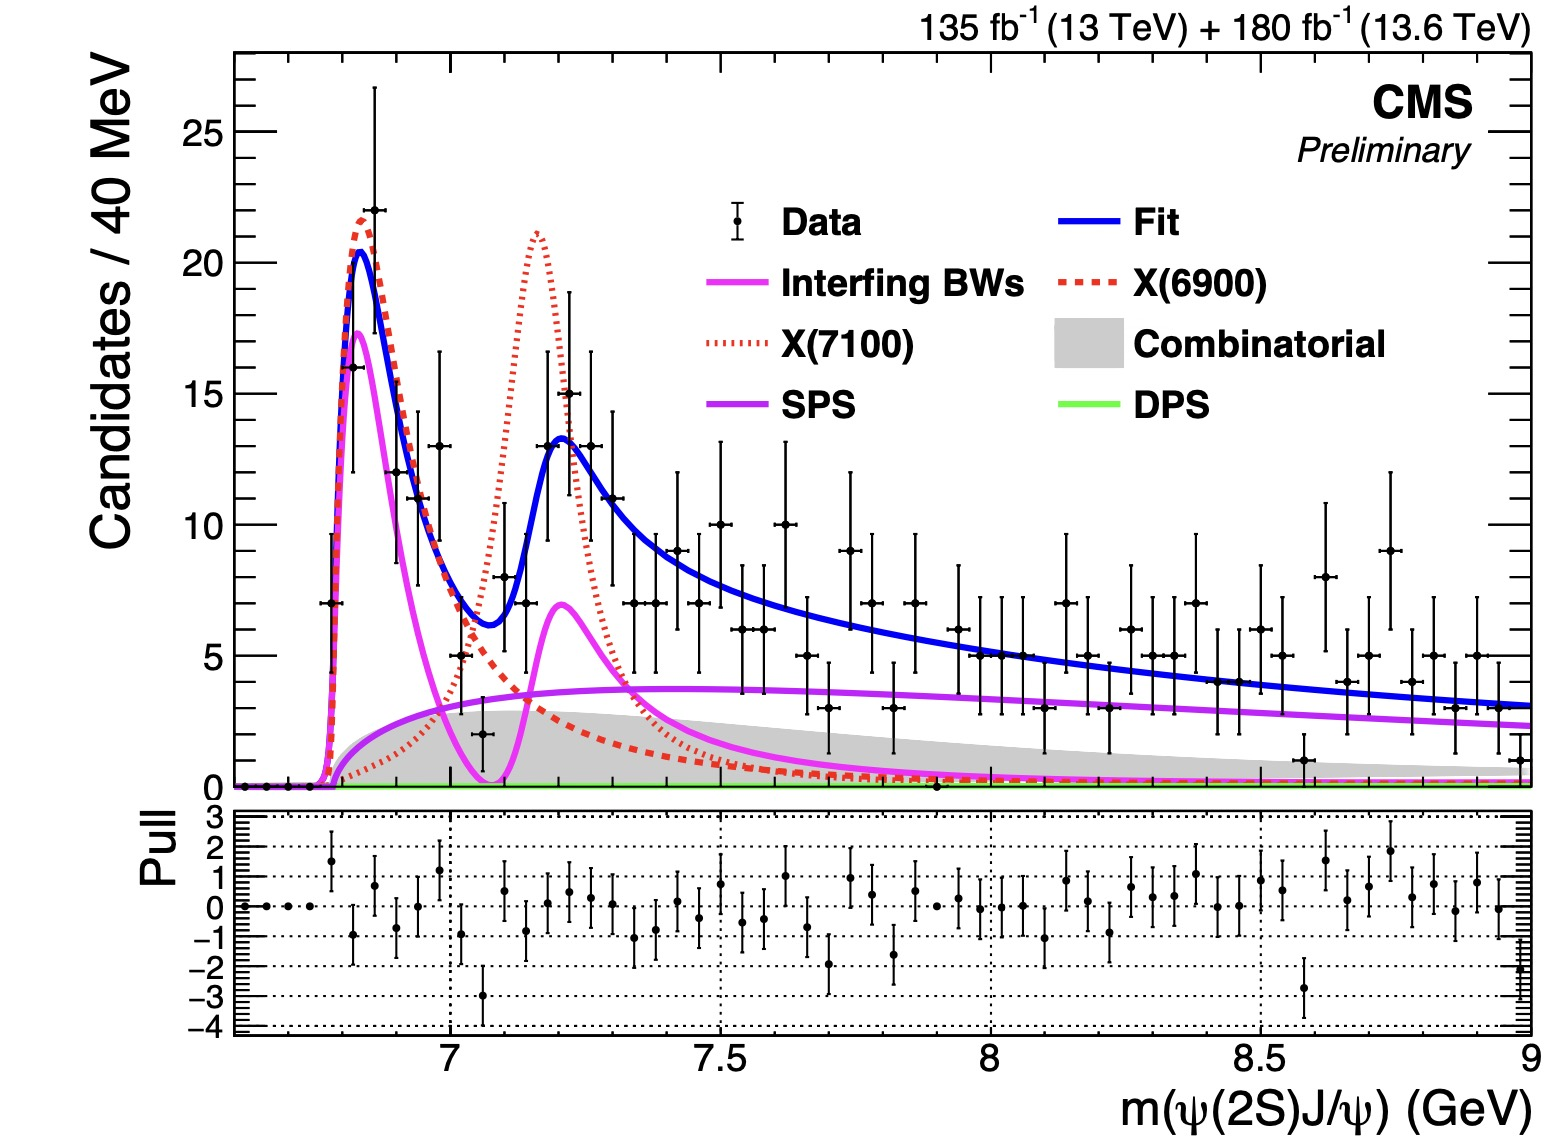 135 fb⁻¹ (13 TeV) + 180 fb⁻¹ (13.6 TeV)
CMS
Preliminary
Candidates / 40 MeV
25
20
15
10
5
0
Data
Fit
Interfing BWs
X(6900)
X(7100)
Combinatorial
SPS
DPS
Pull
3
2
1
0
−1
−2
−3
−4
7
7.5
8
8.5
9
m(ψ(2S)J/ψ) (GeV)